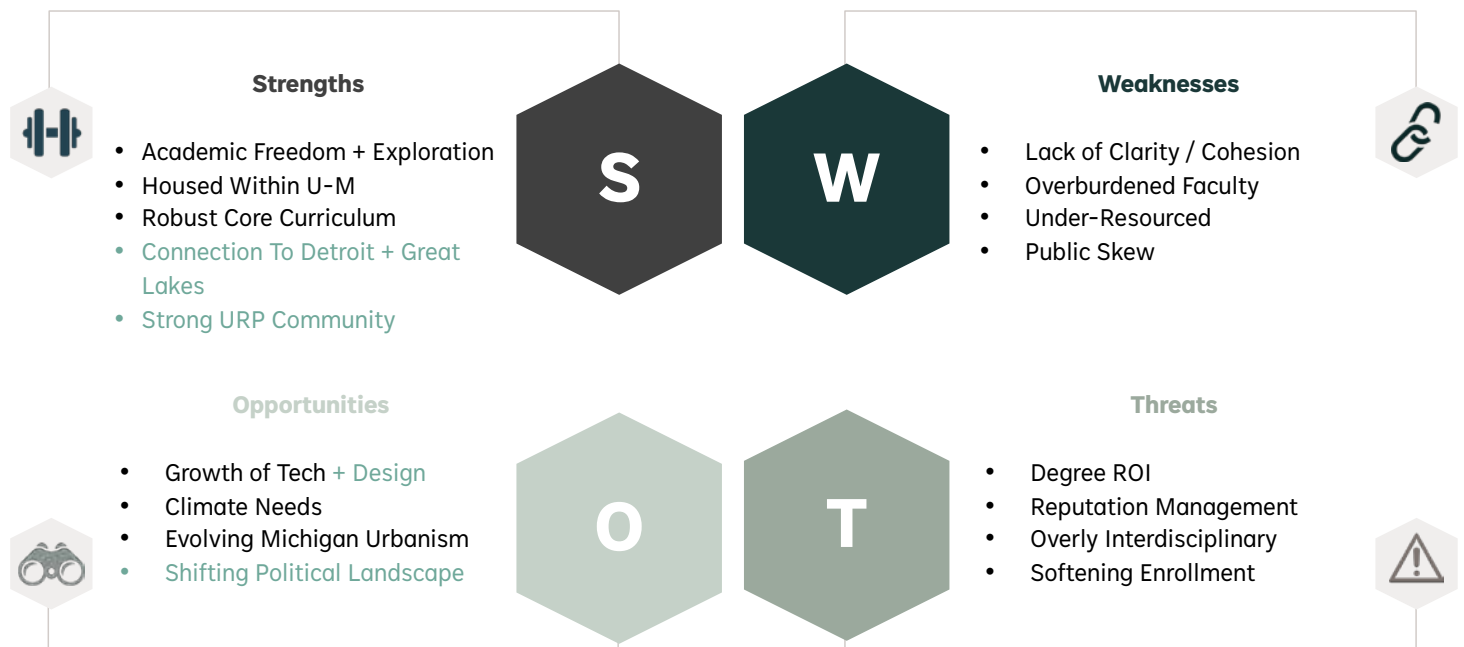 Strengths
• Academic Freedom + Exploration
• Housed Within U-M
• Robust Core Curriculum
• Connection To Detroit + Great
Lakes
• Strong URP Community
S
W
Weaknesses
• Lack of Clarity / Cohesion
• Overburdened Faculty
• Under-Resourced
• Public Skew
Opportunities
• Growth of Tech + Design
• Climate Needs
• Evolving Michigan Urbanism
• Shifting Political Landscape
O
T
Threats
• Degree ROI
• Reputation Management
• Overly Interdisciplinary
• Softening Enrollment